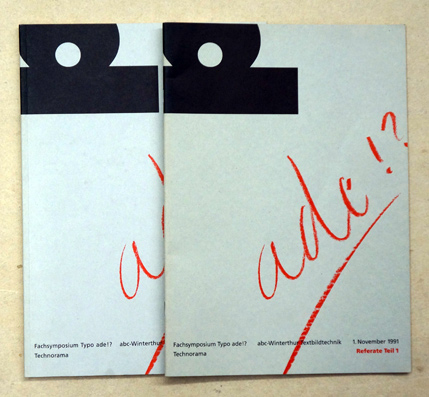 ade!?
Fachsymposium Typo ade!? abc-Winterthur
Technorama
Fachsymposium Typo ade!? abc-Winterthur Textbildtechnik 1. November 1991
Technorama
Referate Teil 1